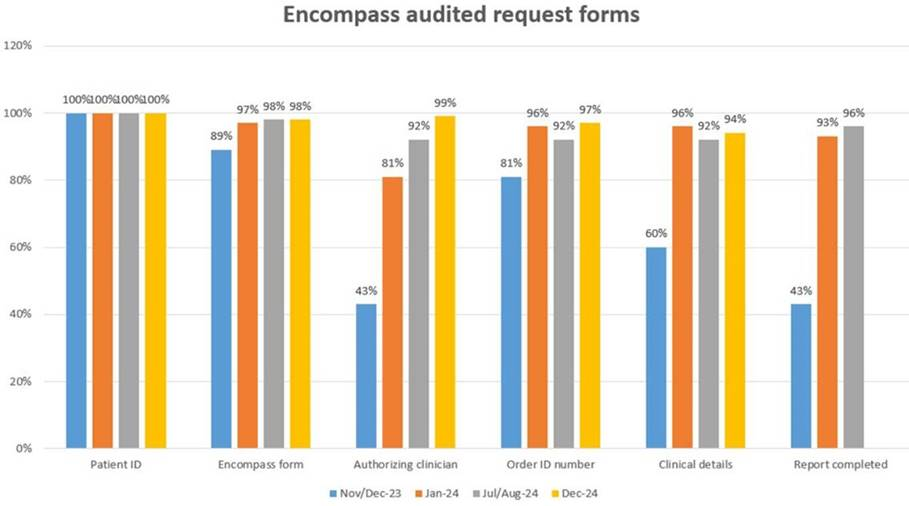 Encompass audited request forms
120%
100%
80%
60%
40%
20%
0%
100% 100% 100% 100%
89% 97% 98% 98%
43% 81% 92% 99%
81% 96% 92% 97%
60% 96% 92% 94%
43% 93% 96%
Patient ID Encompass form Authorizing clinician Order ID number Clinical details Report completed
Nov/Dec-23 Jan-24 Jul/Aug-24 Dec-24